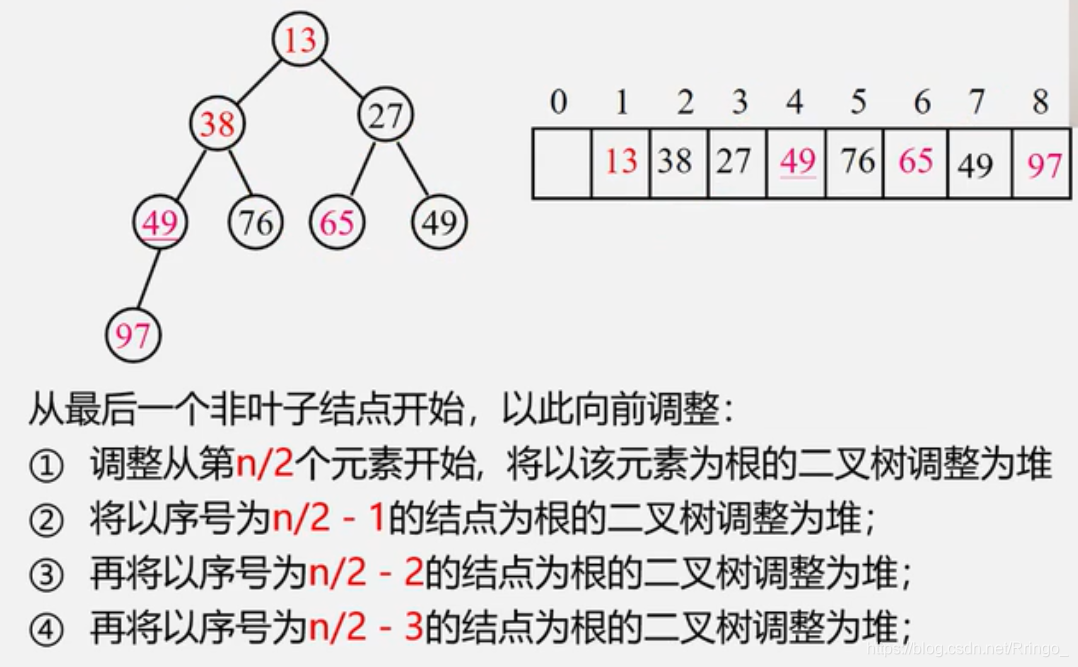 13
38 27
49 76 65 49
97
0 1 2 3 4 5 6 7 8
13 38 27 49 76 65 49 97
从最后一个非叶子结点开始，以此向前调整：
① 调整从第n/2个元素开始，将以该元素为根的二叉树调整为堆
② 将以序号为n/2 - 1的结点为根的二叉树调整为堆；
③ 再将以序号为n/2 - 2的结点为根的二叉树调整为堆；
④ 再将以序号为n/2 - 3的结点为根的二叉树调整为堆；
https://blog.csdn.net/Rringo_